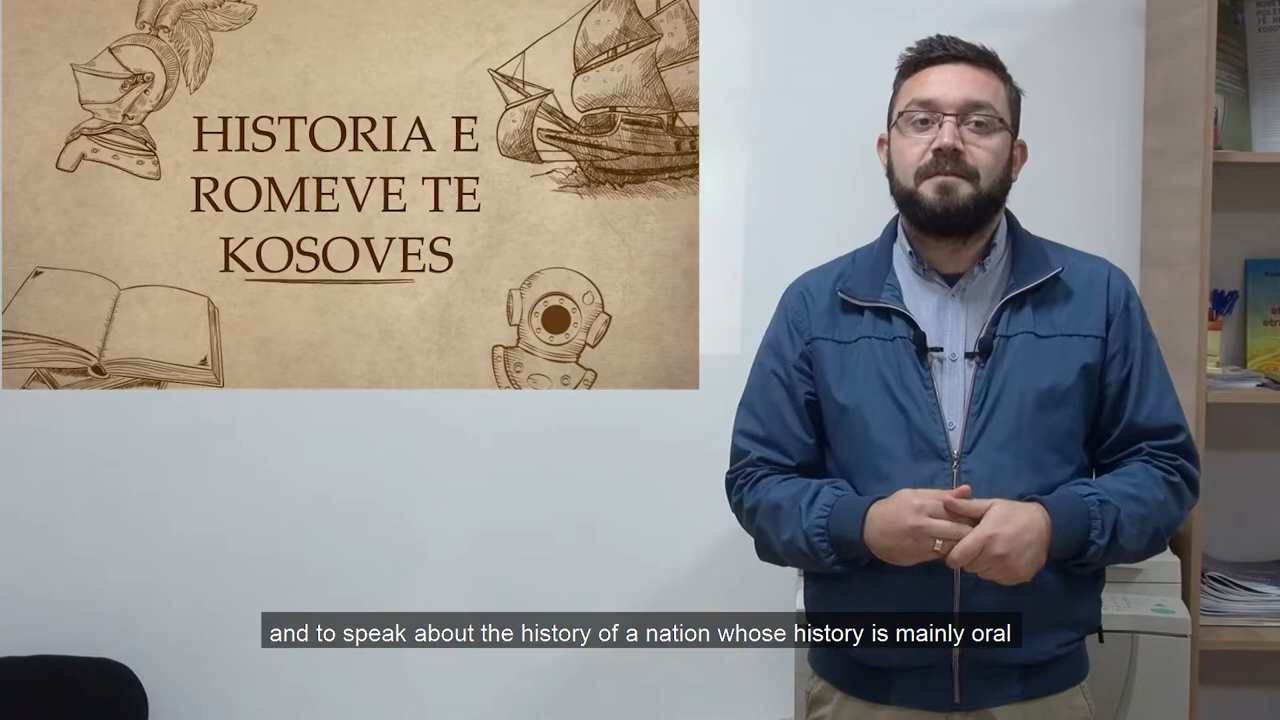 HISTORIA E
ROMEVE TE
KOSOVES
and to speak about the history of a nation whose history is mainly oral